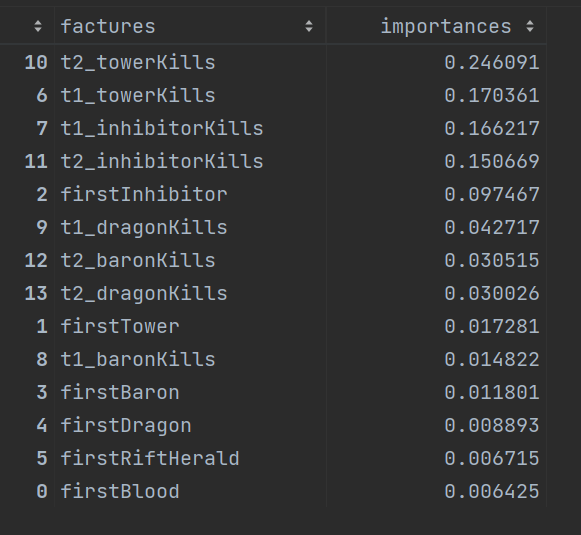 factures importances
10 t2_towerKills 0.246091
6 t1_towerKills 0.170361
7 t1_inhibitorKills 0.166217
11 t2_inhibitorKills 0.150669
2 firstInhibitor 0.097467
9 t1_dragonKills 0.042717
12 t2_baronKills 0.030515
13 t2_dragonKills 0.030026
1 firstTower 0.017281
8 t1_baronKills 0.014822
3 firstBaron 0.011801
4 firstDragon 0.008893
5 firstRiftHerald 0.006715
0 firstBlood 0.006425